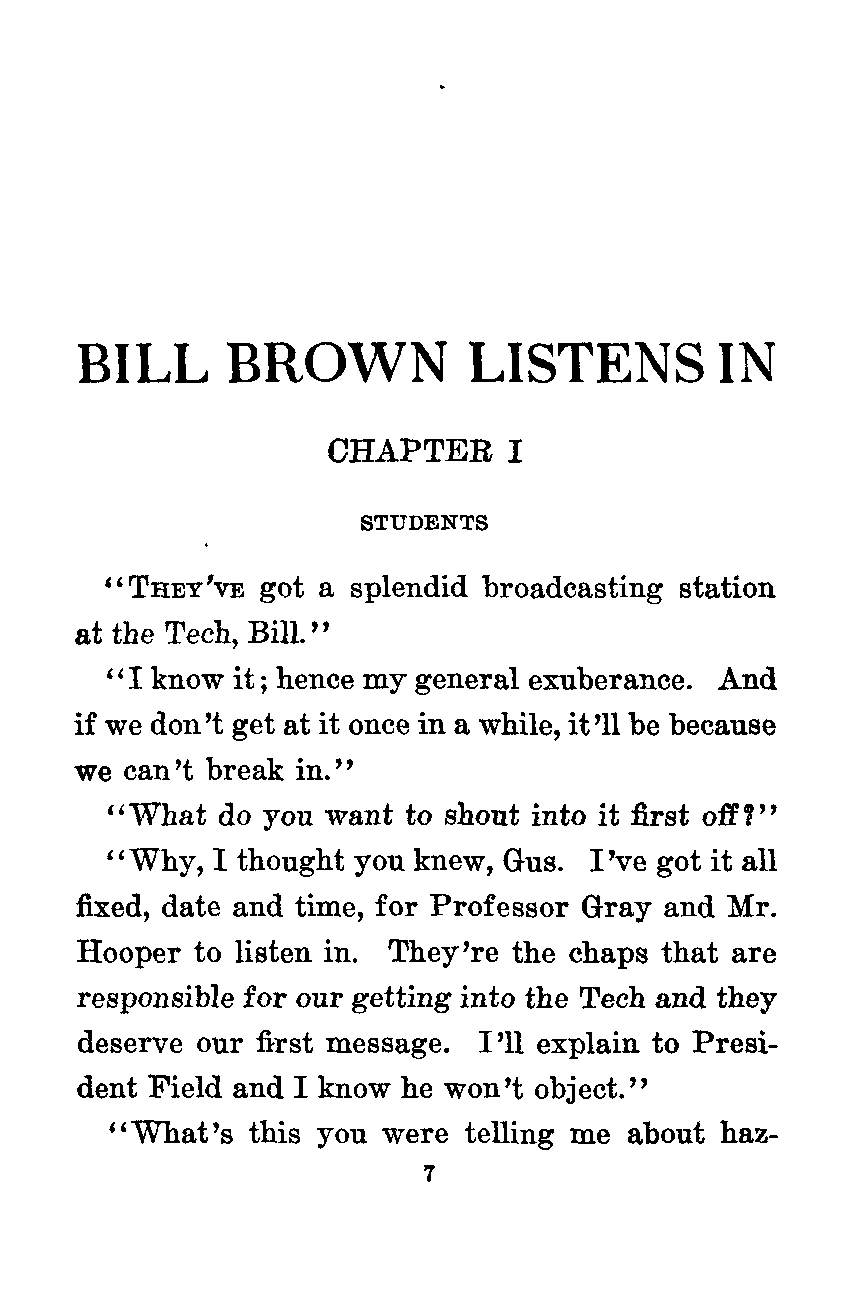 BILL BROWN LISTENS IN
CHAPTER I
STUDENTS
"THEY'VE got a splendid broadcasting station
at the Tech, Bill."
"I know it; hence my general exuberance. And
if we don't get at it once in a while, it'll be because
we can't break in."
"What do you want to shout into it first off?"
"Why, I thought you knew, Gus. I've got it all
fixed, date and time, for Professor Gray and Mr.
Hooper to listen in. They're the chaps that are
responsible for our getting into the Tech and they
deserve our first message. I'll explain to Presi-
dent Field and I know he won't object."
"What's this you were telling me about haz-
7